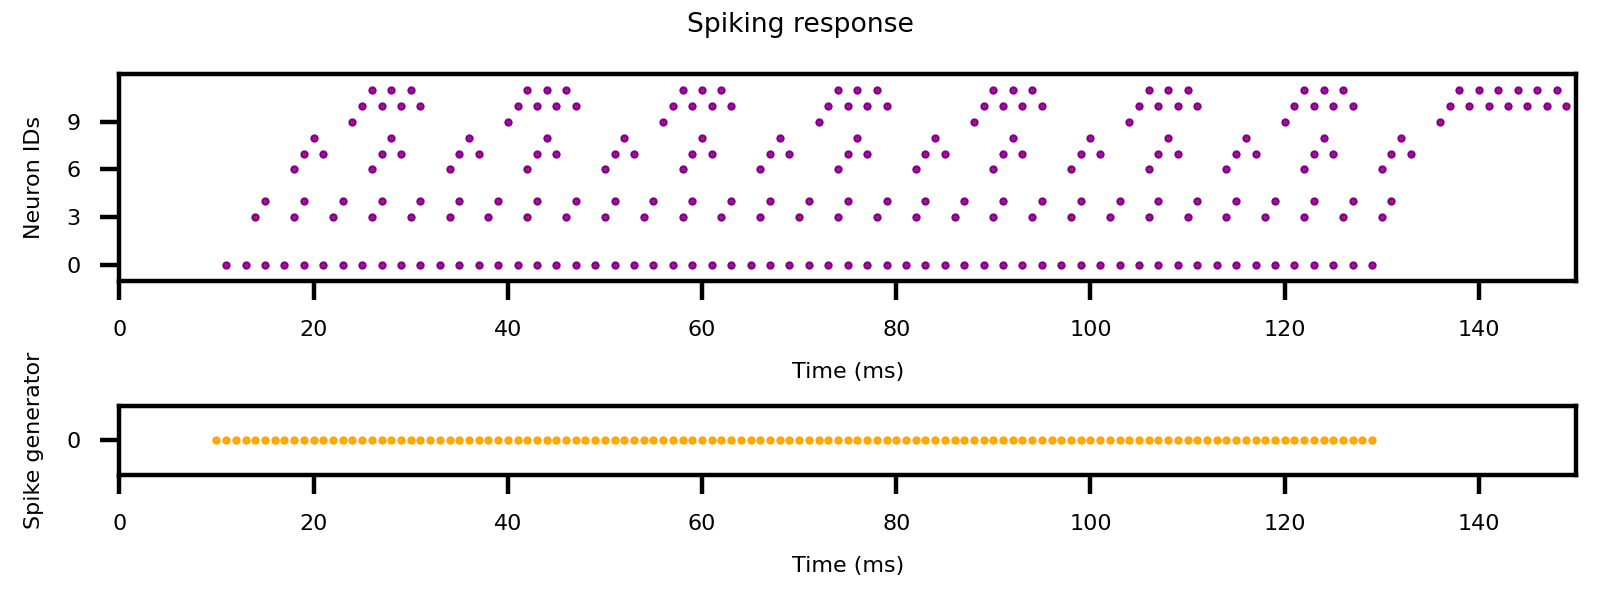 Spiking response
Neuron IDs
9
6
3
0
0 20 40 60 80 100 120 140
Time (ms)
Spike generator
0
0 20 40 60 80 100 120 140
Time (ms)